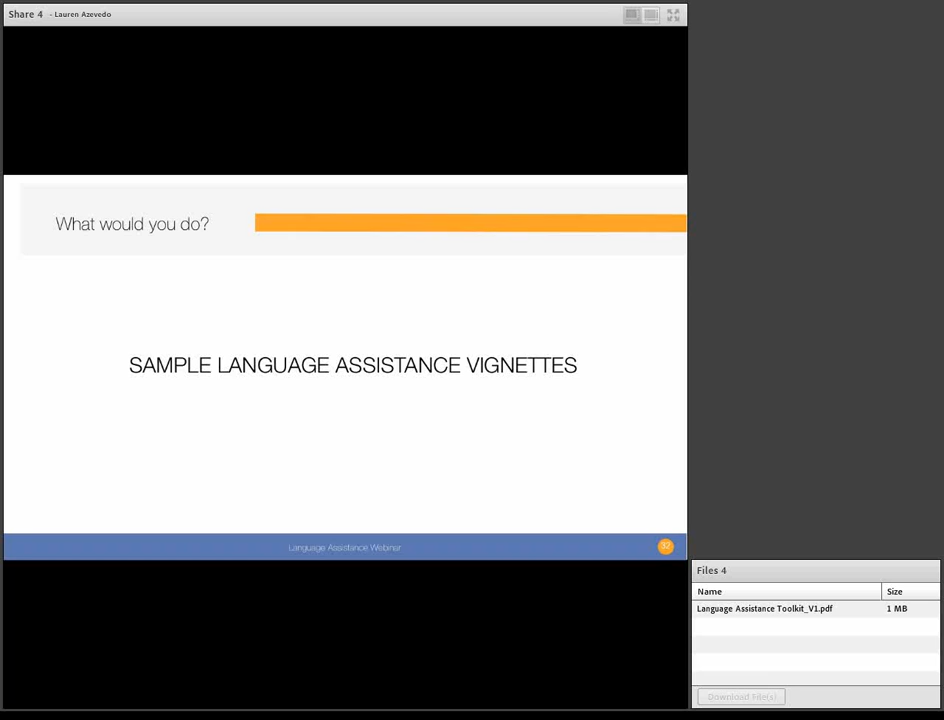 Share 4 - Lauren Azevedo
What would you do?
SAMPLE LANGUAGE ASSISTANCE VIGNETTES
Language Assistance Webinar
32
Files 4
Name Size
Language Assistance Toolkit_V1.pdf 1 MB
Download File(s)